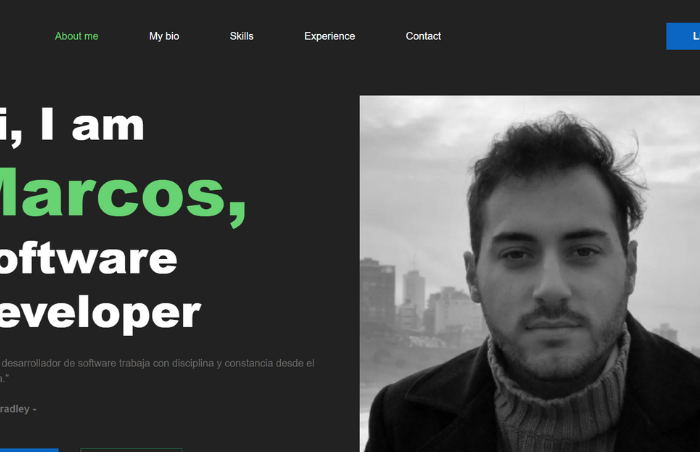 About me My bio Skills Experience Contact L
i, I am
Marcos,
oftware
eveloper
desarrollador de software trabaja con disciplina y constancia desde el
."
radley -